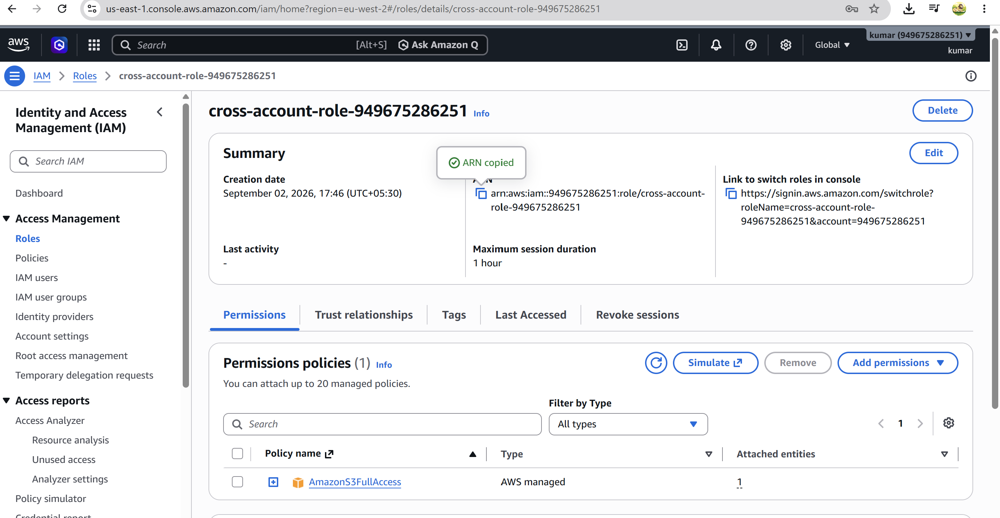 us-east-1.console.aws.amazon.com/iam/home?region=eu-west-2#/roles/details/cross-account-role-949675286251
aws
Search
[Alt+S]
Ask Amazon Q
Global
kumar (949675286251)
kumar
IAM
Roles
cross-account-role-949675286251
Identity and Access
Management (IAM)
Search IAM
Dashboard
Access Management
Roles
Policies
IAM users
IAM user groups
Identity providers
Account settings
Root access management
Temporary delegation requests
Access reports
Access Analyzer
Resource analysis
Unused access
Analyzer settings
Policy simulator
Credential report
cross-account-role-949675286251 Info
Delete
Summary
Edit
ARN copied
Creation date
September 02, 2026, 17:46 (UTC+05:30)
arn:aws:iam::949675286251:role/cross-account-
role-949675286251
Link to switch roles in console
https://signin.aws.amazon.com/switchrole?
roleName=cross-account-role-
949675286251&account=949675286251
Last activity
-
Maximum session duration
1 hour
Permissions
Trust relationships
Tags
Last Accessed
Revoke sessions
Permissions policies (1) Info
Simulate
Remove
Add permissions
You can attach up to 20 managed policies.
Filter by Type
Search
All types
1
Policy name
Type
Attached entities
AmazonS3FullAccess
AWS managed
1